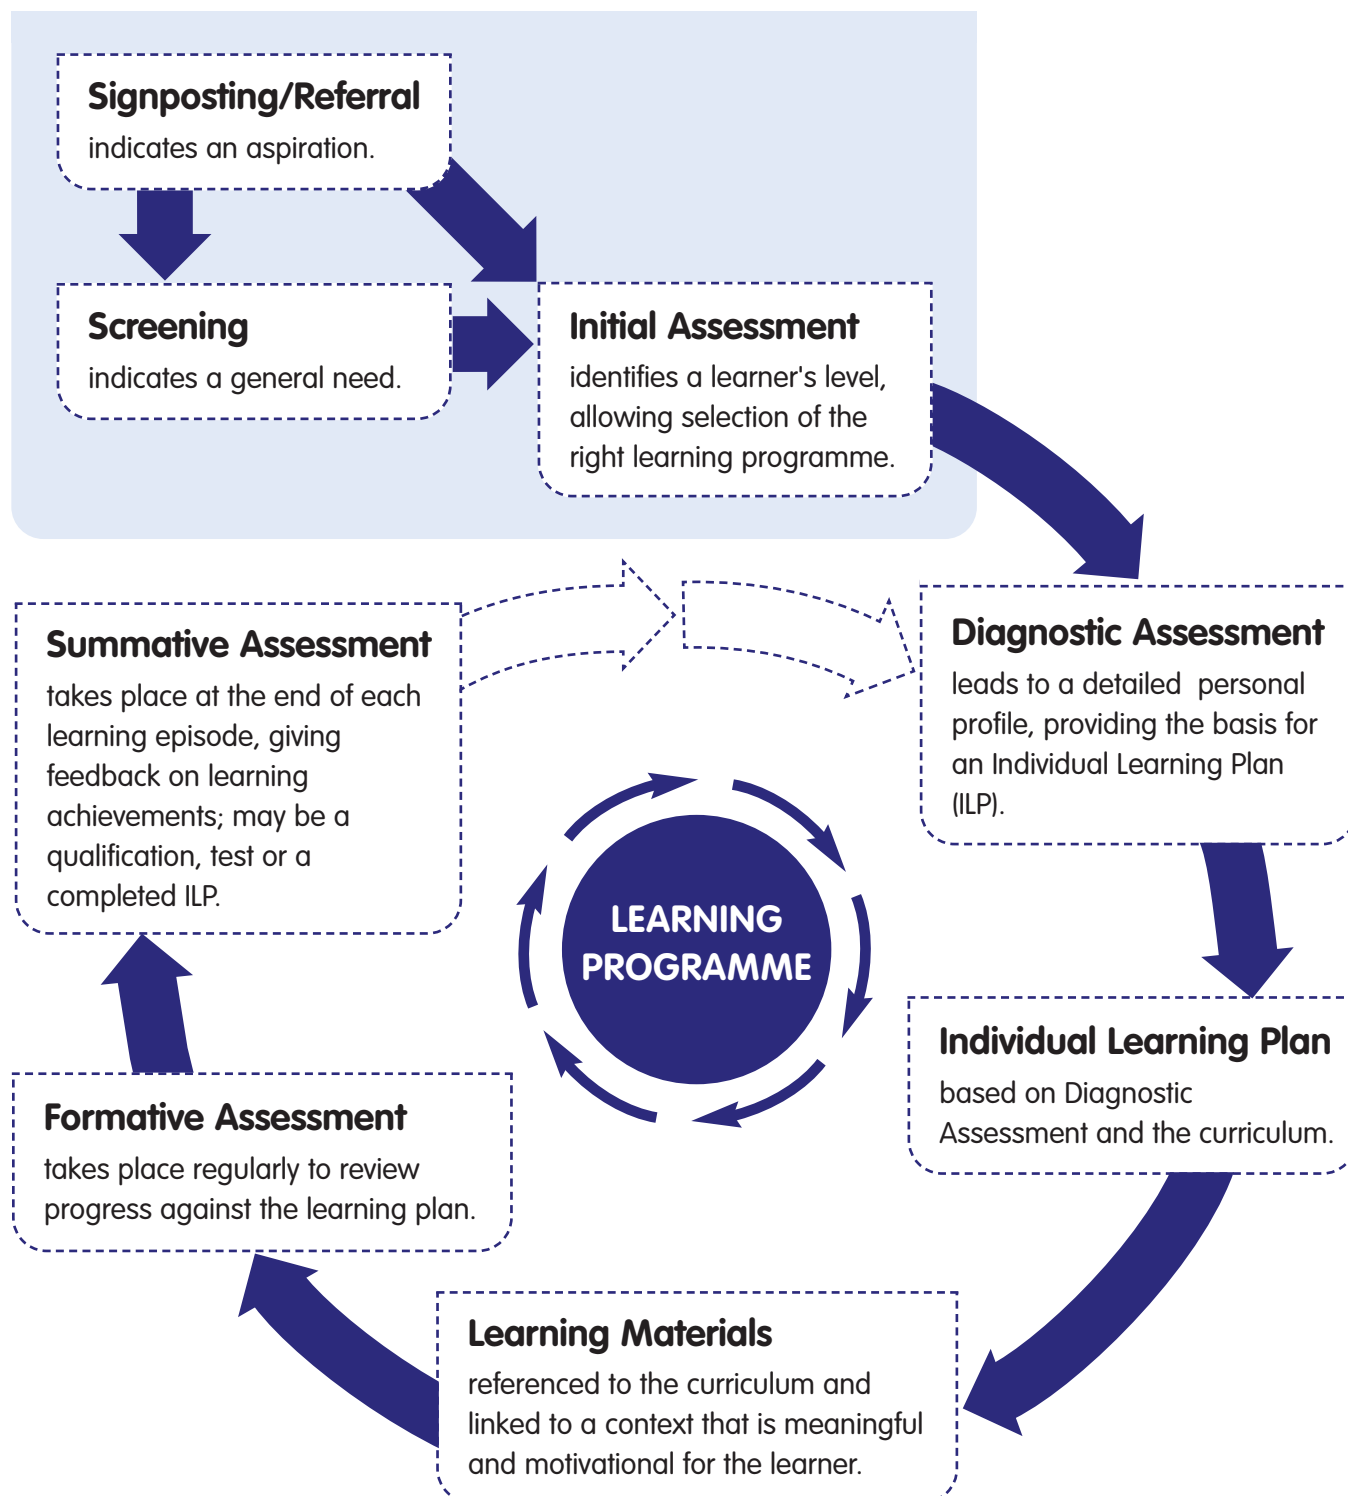 Signposting/Referral
indicates an aspiration.
Screening
indicates a general need.
Initial Assessment
identifies a learner's level,
allowing selection of the
right learning programme.
Diagnostic Assessment
leads to a detailed  personal
profile, providing the basis for
an Individual Learning Plan
(ILP).
Individual Learning Plan
based on Diagnostic
Assessment and the curriculum.
Learning Materials
referenced to the curriculum and
linked to a context that is meaningful
and motivational for the learner.
Formative Assessment
takes place regularly to review
progress against the learning plan.
Summative Assessment
takes place at the end of each
learning episode, giving
feedback on learning
achievements; may be a
qualification, test or a
completed ILP.
LEARNING
PROGRAMME